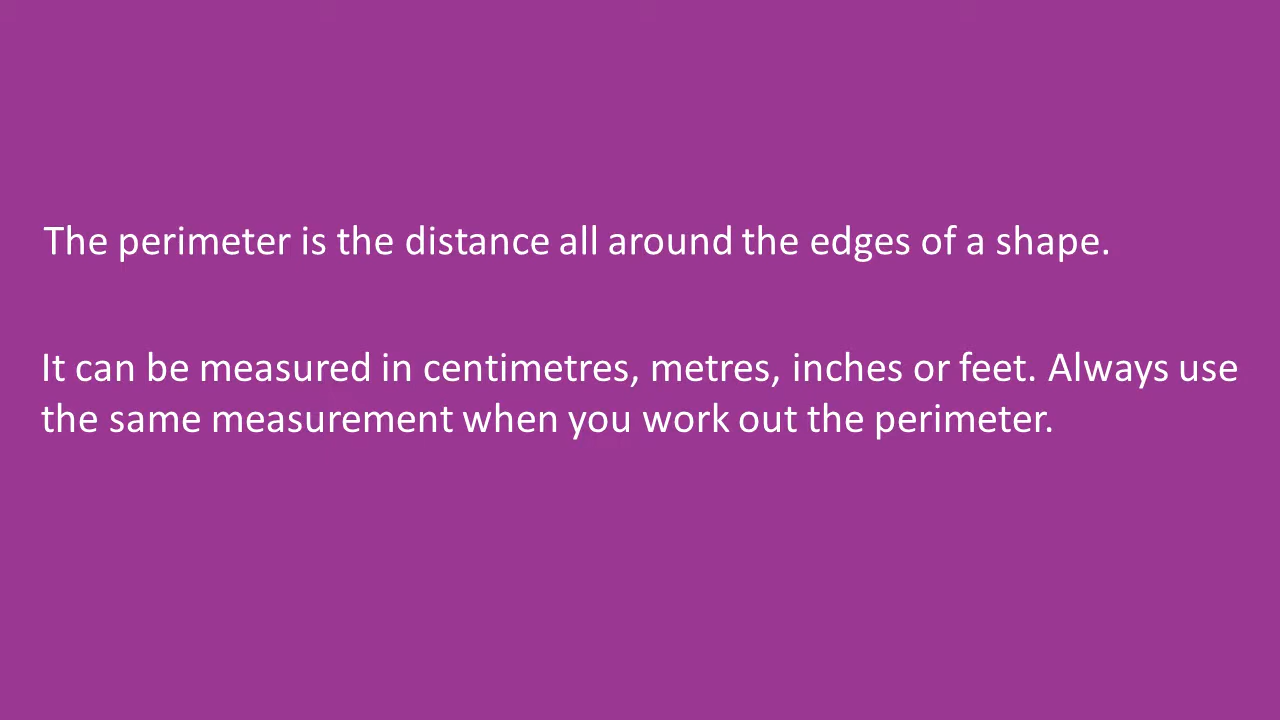 The perimeter is the distance all around the edges of a shape.
It can be measured in centimetres, metres, inches or feet. Always use
the same measurement when you work out the perimeter.